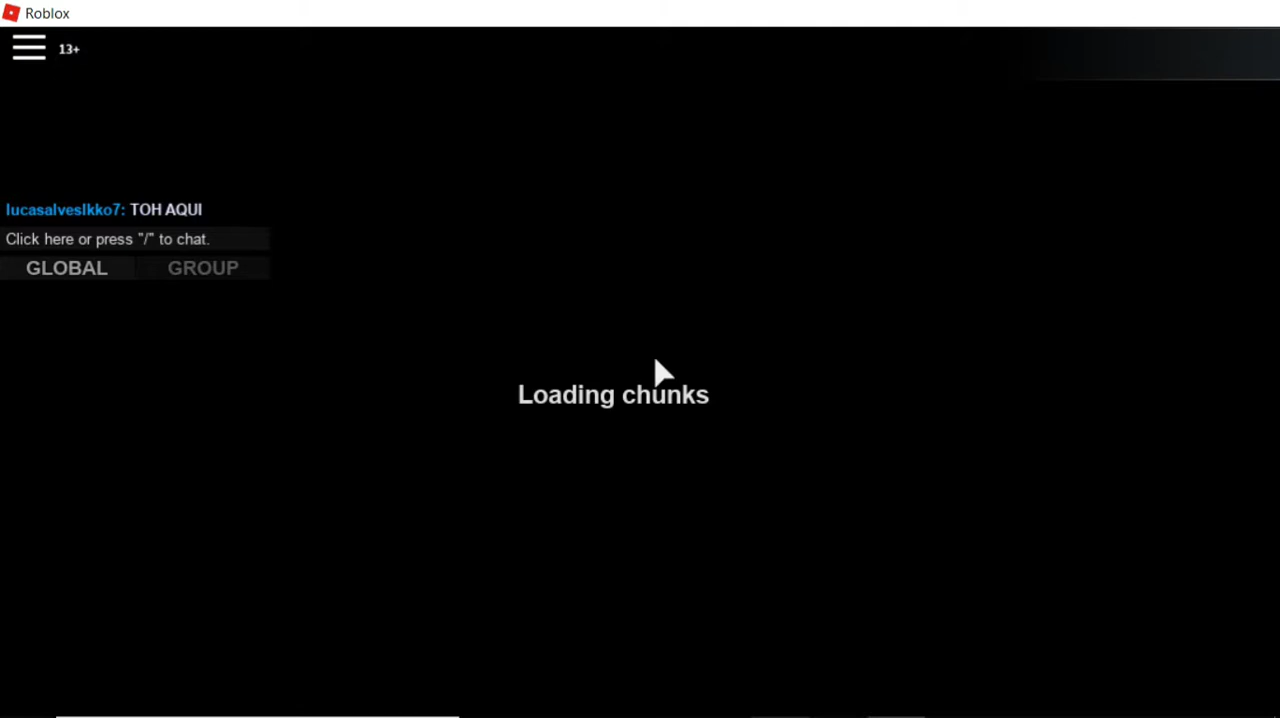 Roblox
13+
lucasalveslkko7: TOH AQUI
Click here or press "/" to chat.
GLOBAL GROUP
Loading chunks